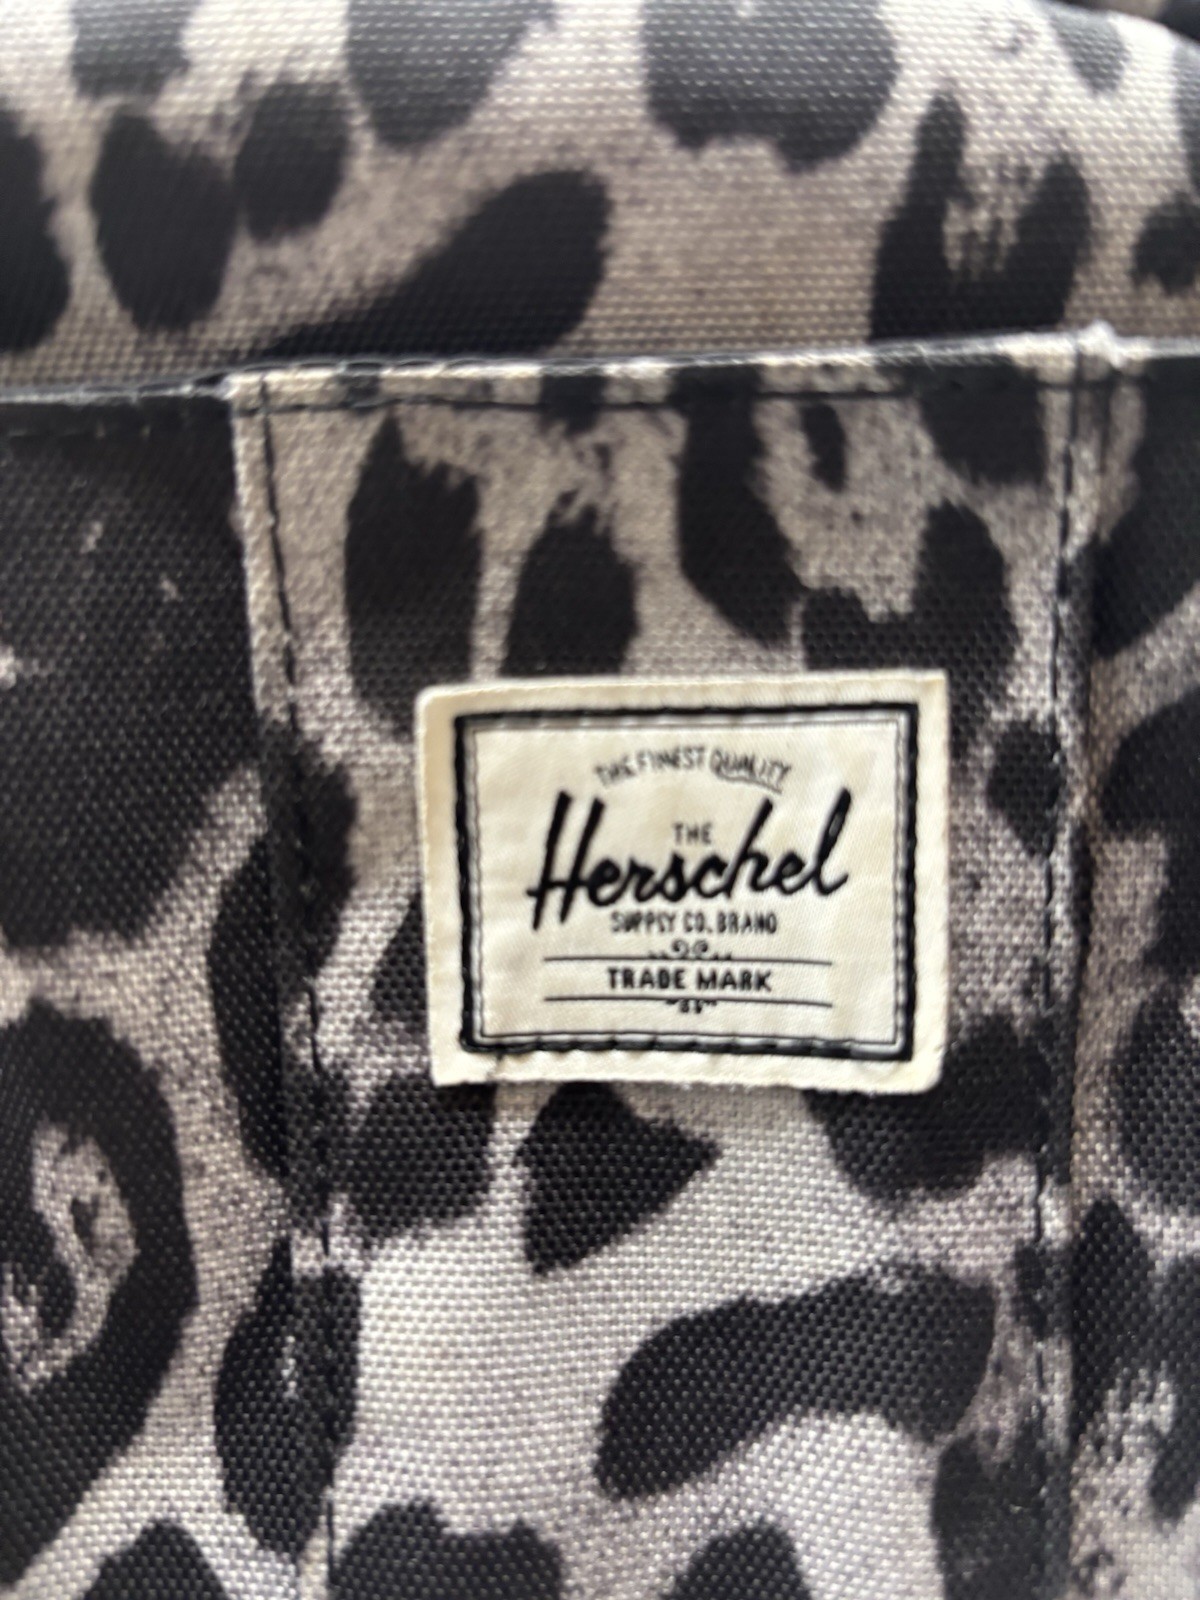 THE FINEST QUALITY
THE
Herschel
SUPPLY CO. BRAND
TRADE MARK